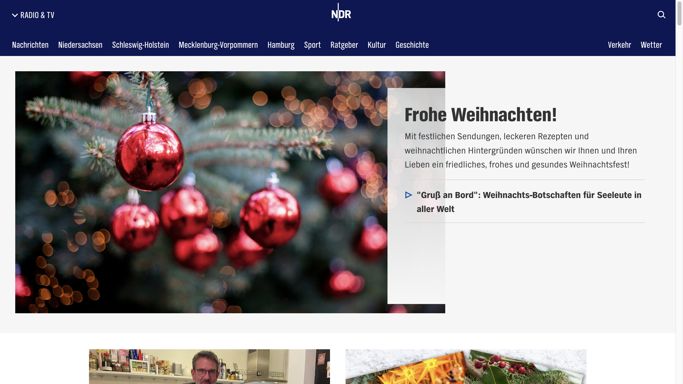 RADIO & TV
NDR
Nachrichten Niedersachsen Schleswig-Holstein Mecklenburg-Vorpommern Hamburg Sport Ratgeber Kultur Geschichte Verkehr Wetter
Frohe Weihnachten!
Mit festlichen Sendungen, leckeren Rezepten und
weihnachtlichen Hintergründen wünschen wir Ihnen und Ihren
Lieben ein friedliches, frohes und gesundes Weihnachtsfest!
"Gruß an Bord": Weihnachts-Botschaften für Seeleute in
aller Welt